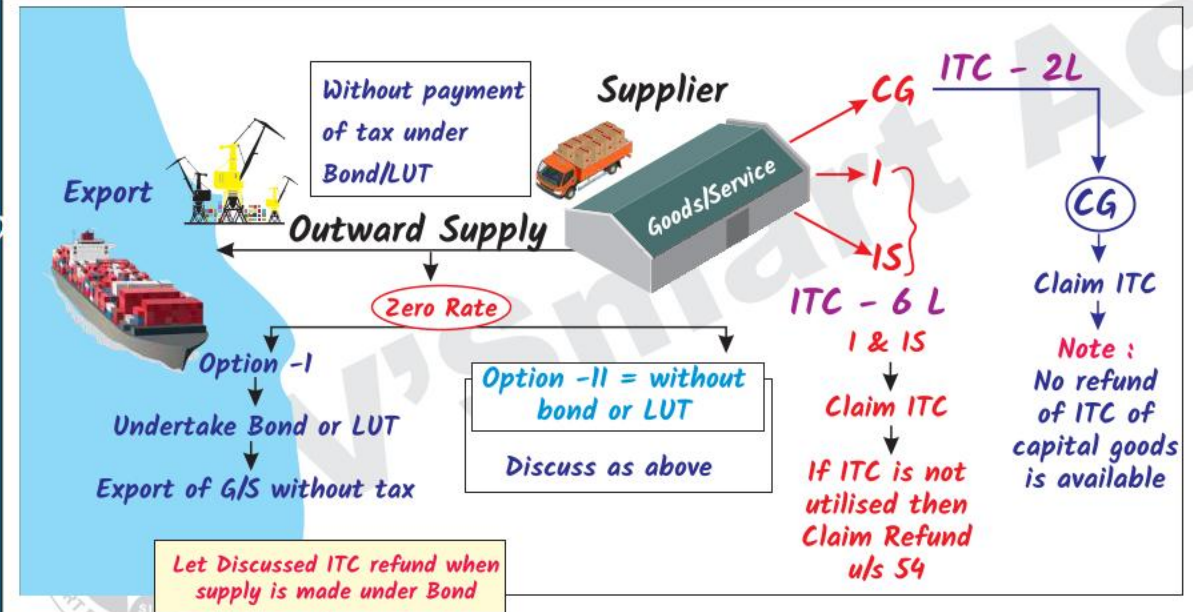 Without payment
of tax under
Bond/LUT
Supplier
CG
ITC - 2L
Export
Goods/Service
I
IS
CG
Outward Supply
Zero Rate
ITC - 6 L
I & IS
Claim ITC
Claim ITC
Option -I
Option -II = without
bond or LUT
Note :
No refund
of ITC of
capital goods
is available
Undertake Bond or LUT
Discuss as above
If ITC is not
utilised then
Claim Refund
u/s 54
Export of G/S without tax
Let Discussed ITC refund when
supply is made under Bond
V'Smart Ac